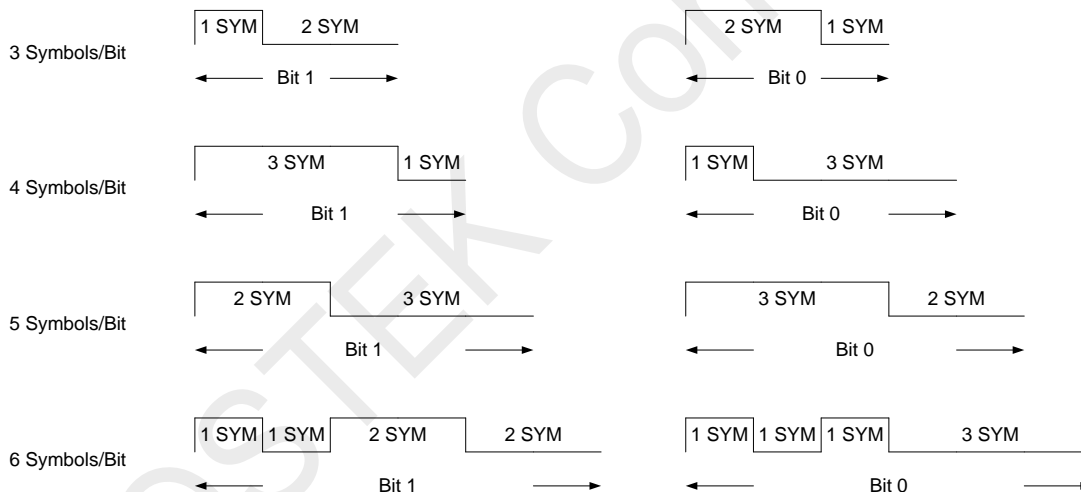 1 SYM 2 SYM 2 SYM 1 SYM
3 Symbols/Bit
Bit 1 Bit 0
3 SYM 1 SYM 1 SYM 3 SYM
4 Symbols/Bit
Bit 1 Bit 0
2 SYM 3 SYM 3 SYM 2 SYM
5 Symbols/Bit
Bit 1 Bit 0
1 SYM 1 SYM 2 SYM 2 SYM 1 SYM 1 SYM 1 SYM 3 SYM
6 Symbols/Bit
Bit 1 Bit 0